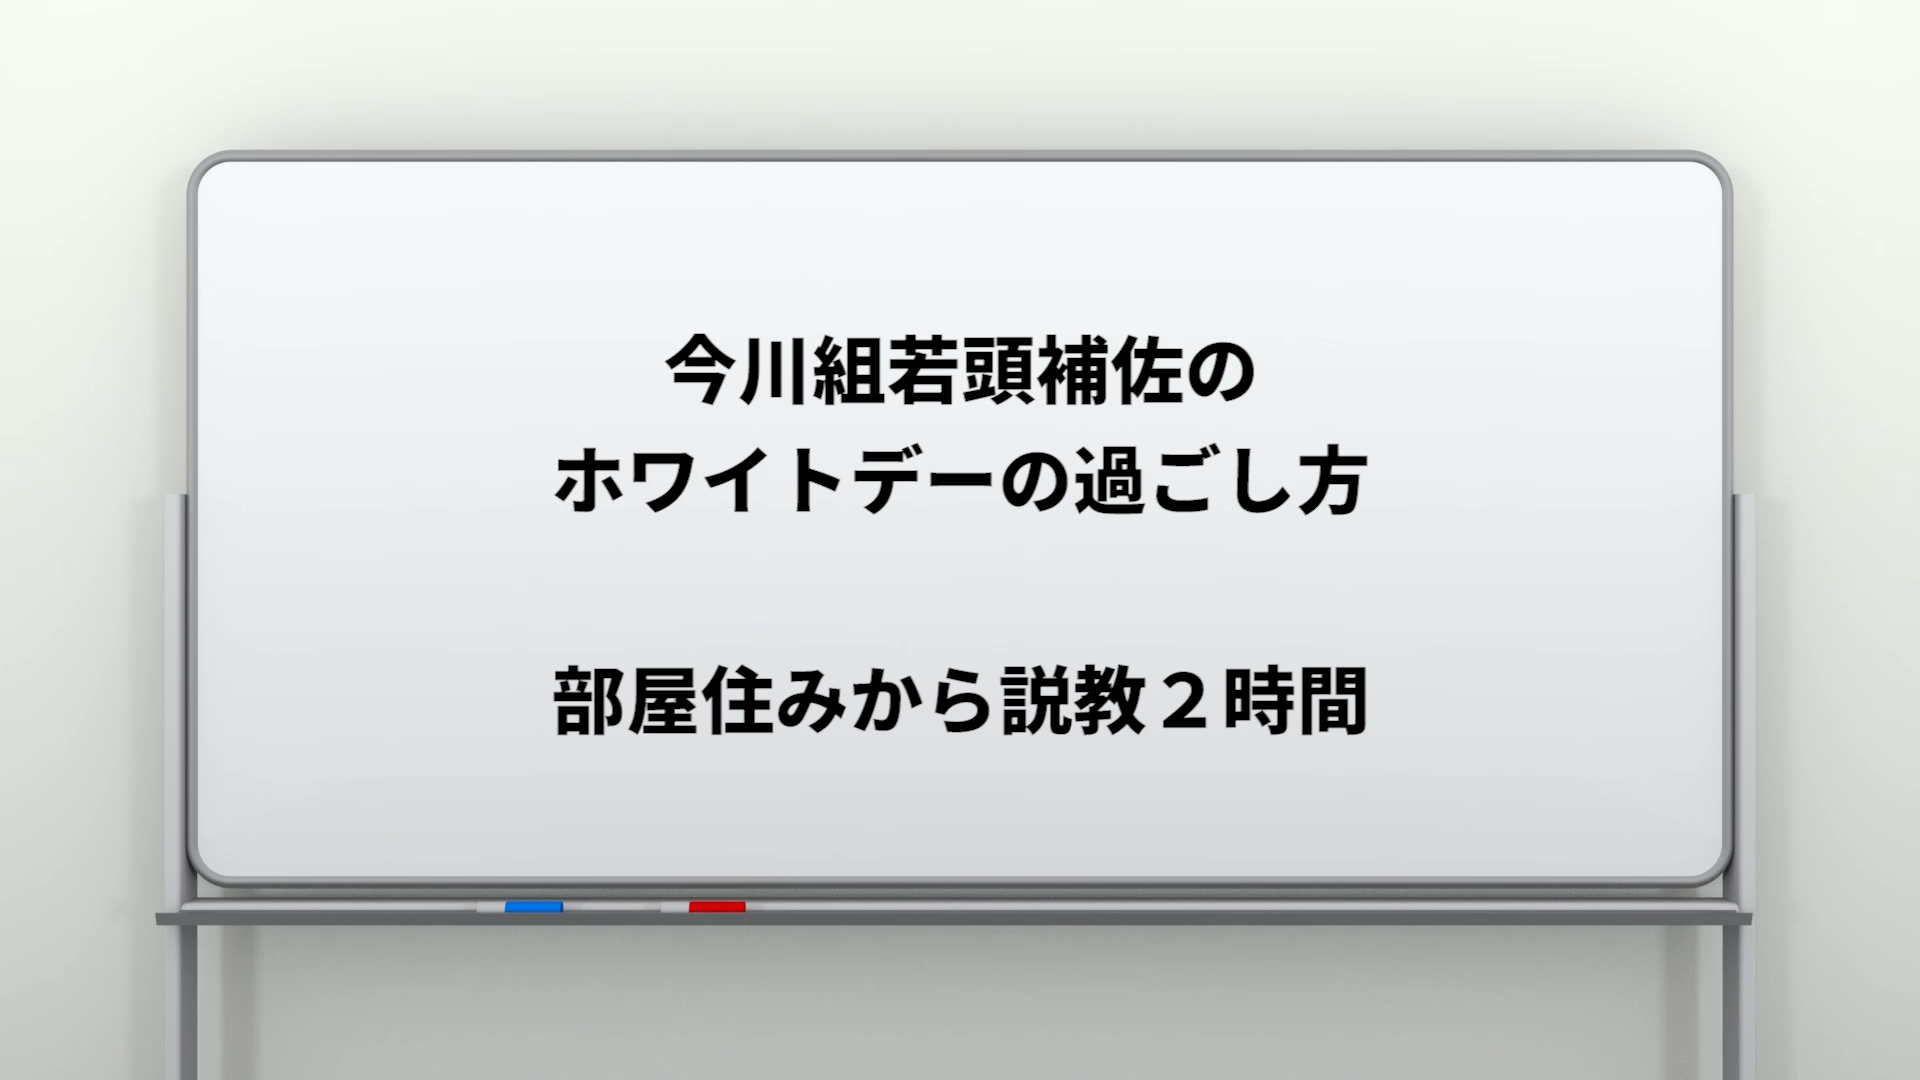 今川組若頭補佐の
ホワイトデーの過ごし方
部屋住みから説教２時間